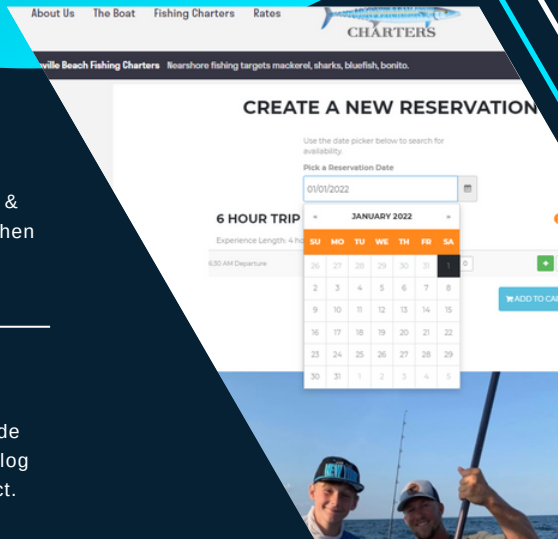 About Us The Boat Fishing Charters Rates
CHARTERS
ville Beach Fishing Charters Nearshore fishing targets mackerel, sharks, bluefish, bonito.
CREATE A NEW RESERVATION
Use the date picker below to search for
availability.
Pick a Reservation Date
01/01/2022
&
hen
6 HOUR TRIP
« JANUARY 2022 »
Experience Length: 4 ho
SU MO TU WE TH FR SA
6:30 AM Departure
26 27 28 29 30 31 1
0
2 3 4 5 6 7 8
ADD TO CA
9 10 11 12 13 14 15
16 17 18 19 20 21 22
23 24 25 26 27 28 29
30 31 1 2 3 4 5
de
log
ct.